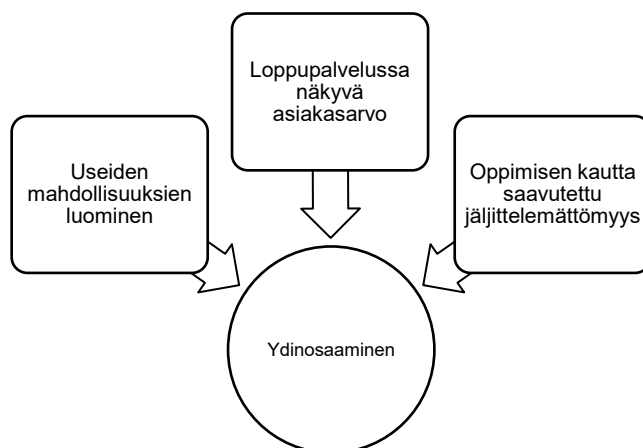 Loppupalvelussa
näkyvä
asiakasarvo
Useiden
mahdollisuuksien
luominen
Oppimisen kautta
saavutettu
jäljittelemättömyys
Ydinosaaminen